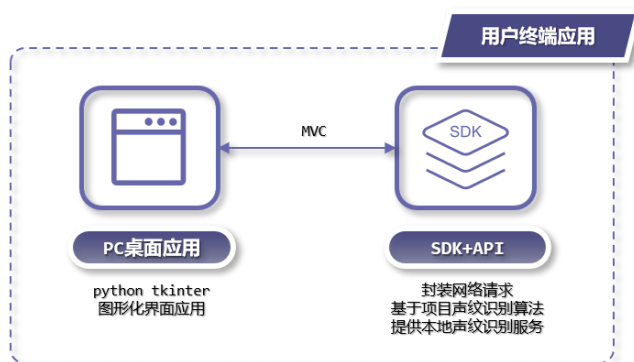 用户终端应用
MVC
SDK
PC桌面应用
python tkinter
图形化界面应用
SDK+API
封装网络请求
基于项目声纹识别算法
提供本地声纹识别服务